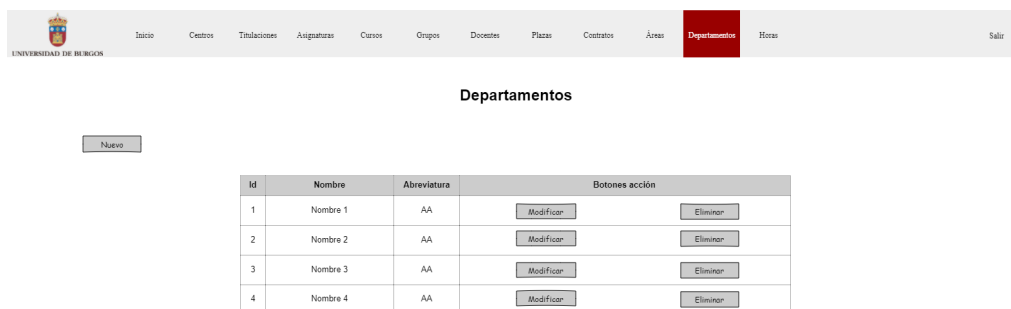 UNIVERSIDAD DE BURGOS
Inicio Centros Titulaciones Asignaturas Cursos Grupos Docentes Plazas Contratos Áreas Departamentos Horas Salir
Departamentos
Nuevo
Id Nombre Abreviatura Botones acción
1 Nombre 1 AA Modificar Eliminar
2 Nombre 2 AA Modificar Eliminar
3 Nombre 3 AA Modificar Eliminar
4 Nombre 4 AA Modificar Eliminar